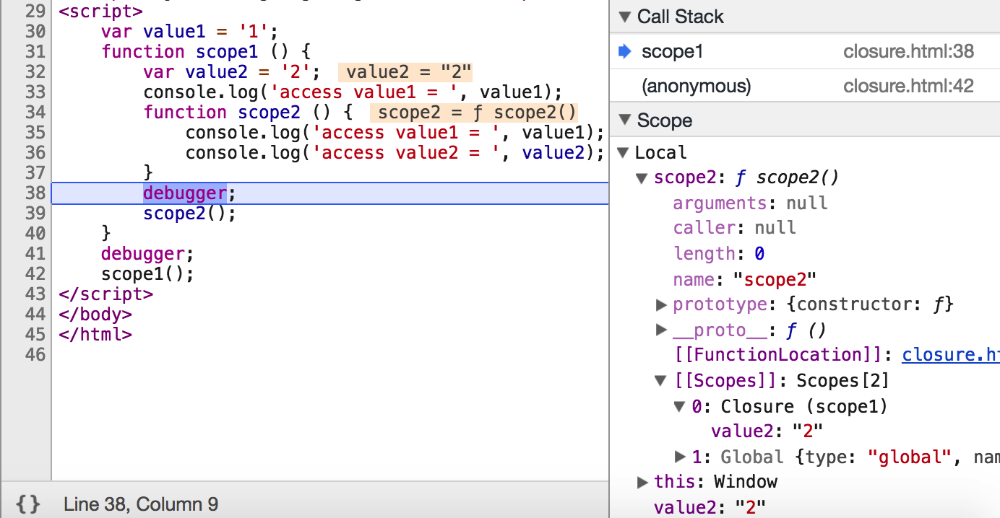 29 <script>
30 var value1 = '1';
31 function scope1 () {
32 var value2 = '2'; value2 = "2"
33 console.log('access value1 = ', value1);
34 function scope2 () { scope2 = ƒ scope2()
35 console.log('access value1 = ', value1);
36 console.log('access value2 = ', value2);
37 }
38 debugger;
39 scope2();
40 }
41 debugger;
42 scope1();
43 </script>
44 </body>
45 </html>
46
{} Line 38, Column 9
▼ Call Stack
scope1 closure.html:38
(anonymous) closure.html:42
▼ Scope
▼ Local
▼ scope2: ƒ scope2()
arguments: null
caller: null
length: 0
name: "scope2"
▶ prototype: {constructor: ƒ}
▶ __proto__: ƒ ()
[[FunctionLocation]]: closure.h
▼ [[Scopes]]: Scopes[2]
▼ 0: Closure (scope1)
value2: "2"
▶ 1: Global {type: "global", nam
▶ this: Window
value2: "2"